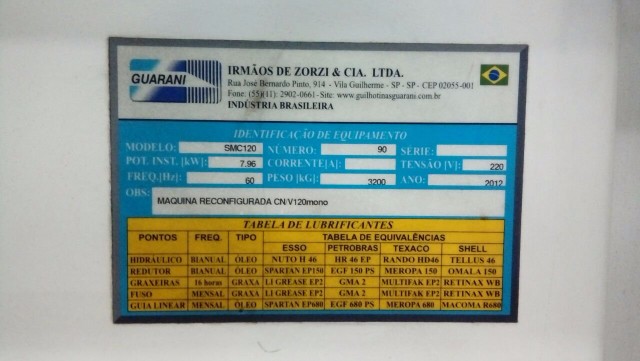 GUARANI
IRMÃOS DE ZORZI & CIA. LTDA.
Rua José Bernardo Pinto, 914 - Vila Guilherme - SP - CEP 02055-001
Fone: (55)(11) 2902-0661- Site: www.guilhotinasguarani.com.br
INDÚSTRIA BRASILEIRA
IDENTIFICAÇÃO DE EQUIPAMENTO
MODELO: SMC120 NÚMERO: 90 SÉRIE:
POT. INST. [kW]: 7.96 CORRENTE[A]: TENSÃO [V]: 220
FREQ.[Hz]: 60 PESO [kG]: 3200 ANO: 2012
OBS: MAQUINA RECONFIGURADA CN/V120mono
TABELA DE LUBRIFICANTES
PONTOS FREQ. TIPO TABELA DE EQUIVALÊNCIAS
ESSO PETROBRAS TEXACO SHELL
HIDRÁULICO BIANUAL ÓLEO NUTO H 46 HR 46 EP RANDO HD46 TELLUS 46
REDUTOR BIANUAL ÓLEO SPARTAN EP150 EGF 150 PS MEROPA 150 OMALA 150
GRAXEIRAS 16 horas GRAXA LI GREASE EP2 GMA 2 MULTIFAK EP2 RETINAX WB
FUSO MENSAL GRAXA LI GREASE EP2 GMA 2 MULTIFAK EP2 RETINAX WB
GUIA LINEAR MENSAL ÓLEO SPARTAN EP680 EGF 680 PS MEROPA 680 MACOMA R680